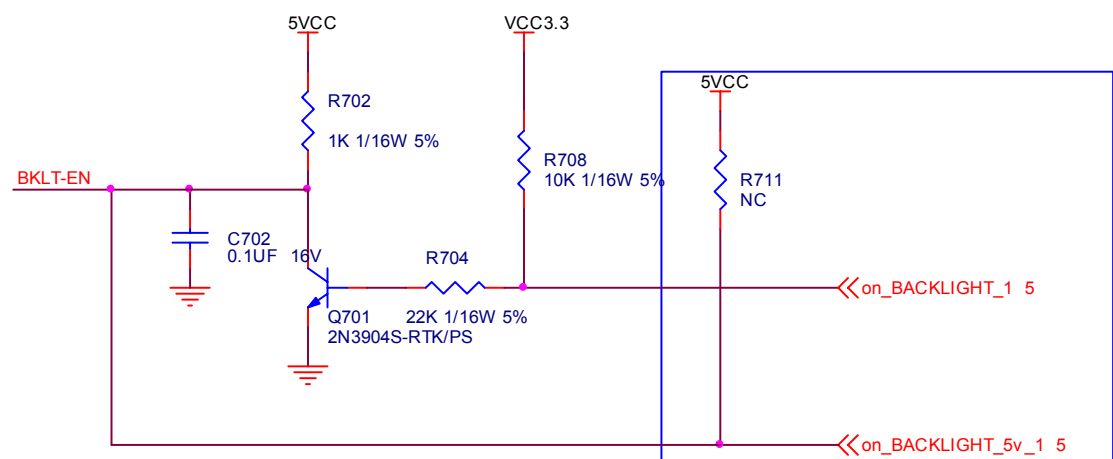 5VCC
VCC3.3
5VCC
R702
1K 1/16W 5%
R708
10K 1/16W 5%
R711
NC
BKLT-EN
C702
0.1UF 16V
R704
22K 1/16W 5%
Q701
2N3904S-RTK/PS
on_BACKLIGHT_1 5
on_BACKLIGHT_5v_1 5